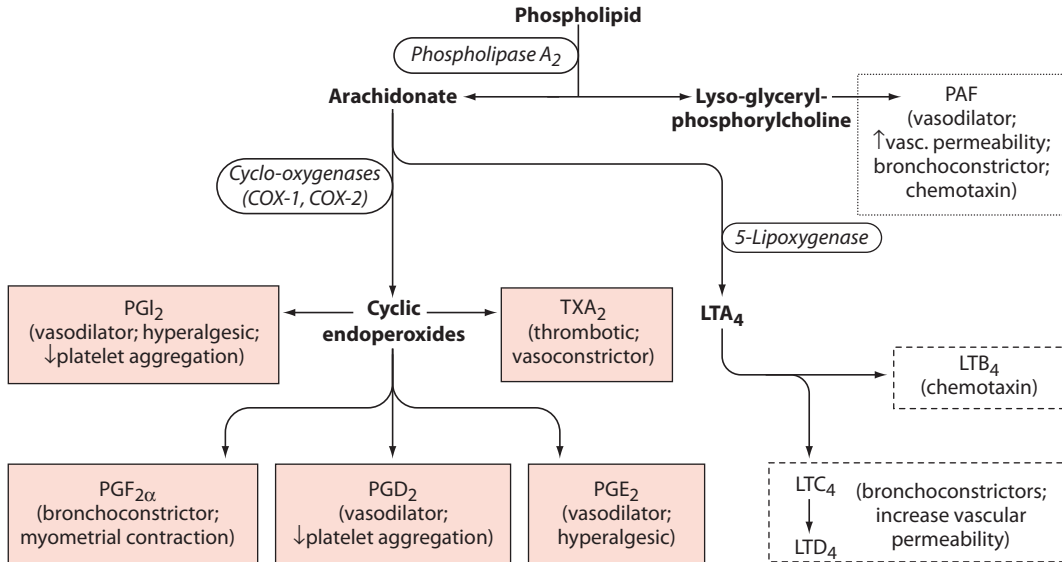 Phospholipid
Phospholipase A₂
Arachidonate
Lyso-glyceryl-
phosphorylcholine
PAF
(vasodilator;
↑vasc. permeability;
bronchoconstrictor;
chemotaxin)
Cyclo-oxygenases
(COX-1, COX-2)
5-Lipoxygenase
PGI₂
(vasodilator; hyperalgesic;
↓platelet aggregation)
Cyclic
endoperoxides
TXA₂
(thrombotic;
vasoconstrictor)
LTA₄
LTB₄
(chemotaxin)
PGF₂α
(bronchoconstrictor;
myometrial contraction)
PGD₂
(vasodilator;
↓platelet aggregation)
PGE₂
(vasodilator;
hyperalgesic)
LTC₄
LTD₄
(bronchoconstrictors;
increase vascular
permeability)